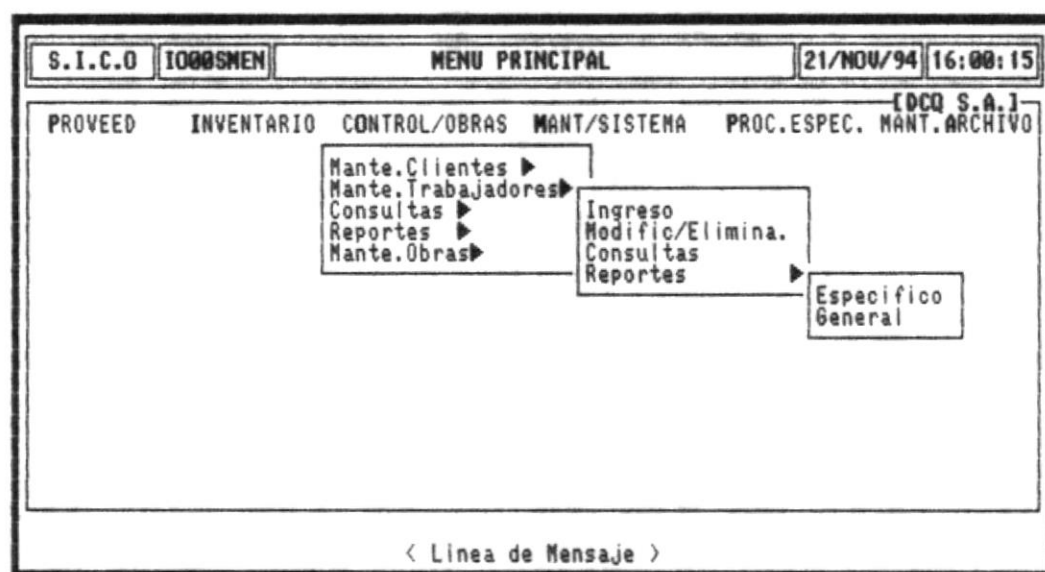 S.I.C.O IO00SMEN MENU PRINCIPAL 21/NOV/94 16:00:15
[DCQ S.A.]
PROVEED INVENTARIO CONTROL/OBRAS MANT/SISTEMA PROC.ESPEC. MANT.ARCHIVO
Mante.Clientes ▶
Mante.Trabajadores▶
Consultas ▶
Reportes ▶
Mante.Obras▶
Ingreso
Modific/Elimina.
Consultas
Reportes ▶
Especifico
General
< Linea de Mensaje >